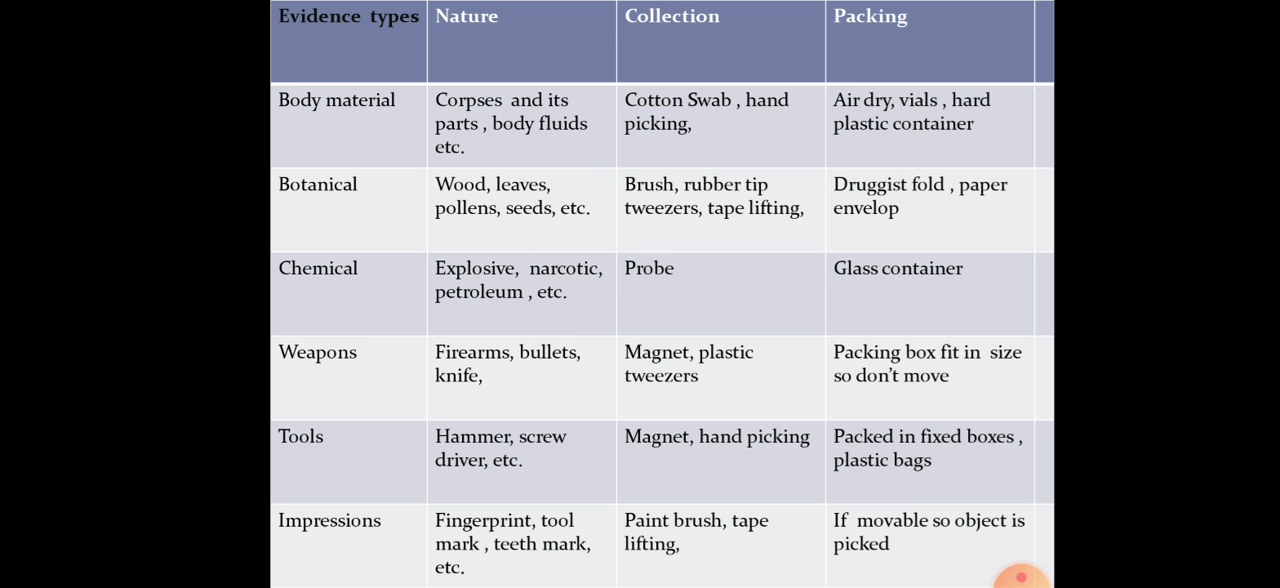 Evidence types
Nature
Collection
Packing
Body material
Corpses and its
parts , body fluids
etc.
Cotton Swab , hand
picking,
Air dry, vials , hard
plastic container
Botanical
Wood, leaves,
pollens, seeds, etc.
Brush, rubber tip
tweezers, tape lifting,
Druggist fold , paper
envelop
Chemical
Explosive, narcotic,
petroleum , etc.
Probe
Glass container
Weapons
Firearms, bullets,
knife,
Magnet, plastic
tweezers
Packing box fit in size
so don't move
Tools
Hammer, screw
driver, etc.
Magnet, hand picking
Packed in fixed boxes ,
plastic bags
Impressions
Fingerprint, tool
mark , teeth mark,
etc.
Paint brush, tape
lifting,
If movable so object is
picked